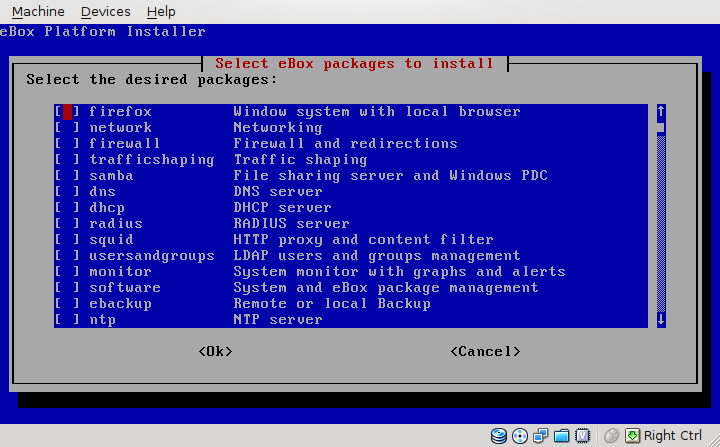 Machine Devices Help
eBox Platform Installer
Select eBox packages to install
Select the desired packages:
[ ] firefox Window system with local browser
[ ] network Networking
[ ] firewall Firewall and redirections
[ ] trafficshaping Traffic shaping
[ ] samba File sharing server and Windows PDC
[ ] dns DNS server
[ ] dhcp DHCP server
[ ] radius RADIUS server
[ ] squid HTTP proxy and content filter
[ ] usersandgroups LDAP users and groups management
[ ] monitor System monitor with graphs and alerts
[ ] software System and eBox package management
[ ] ebackup Remote or local Backup
[ ] ntp NTP server
<Ok> <Cancel>
Right Ctrl